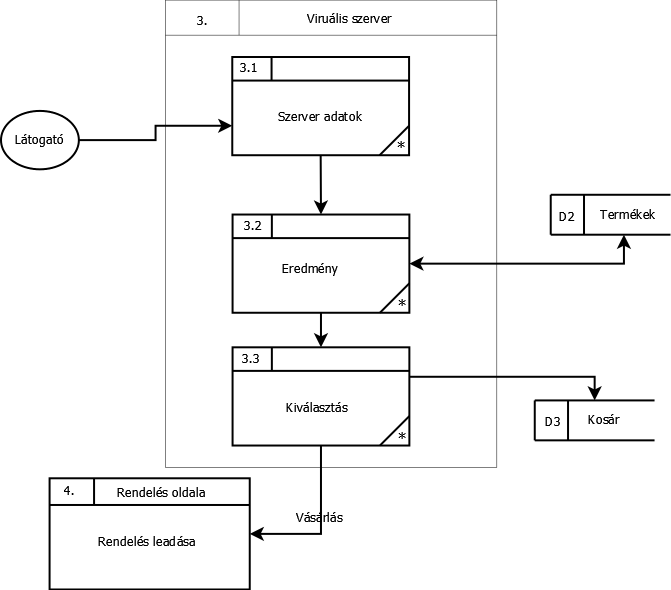 3. Viruális szerver
3.1
Szerver adatok
*
Látogató
3.2
Eredmény
*
D2 Termékek
3.3
Kiválasztás
*
D3 Kosár
4. Rendelés oldala
Rendelés leadása
Vásárlás